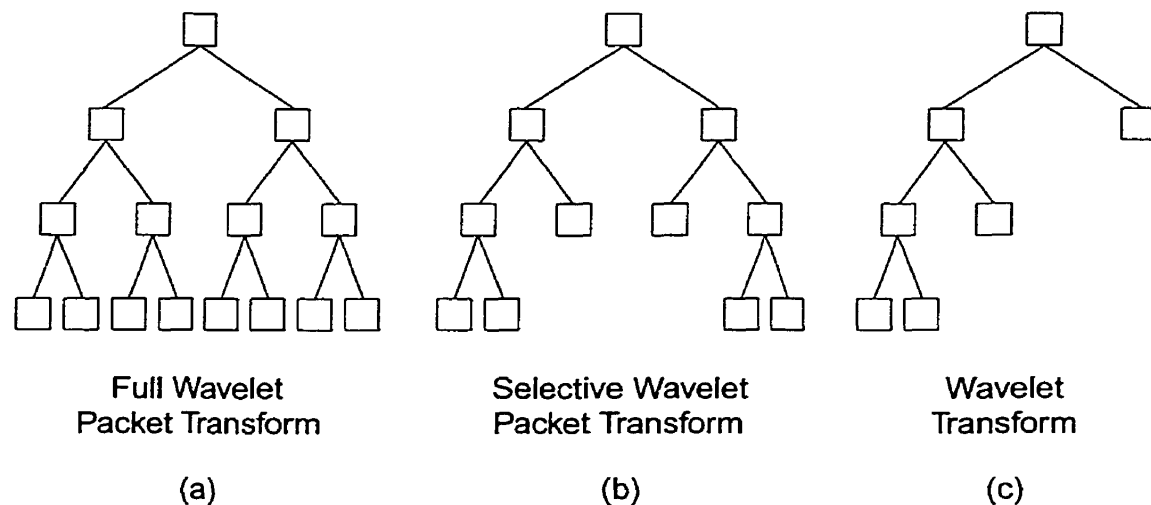 Full Wavelet
Packet Transform
(a)
Selective Wavelet
Packet Transform
(b)
Wavelet
Transform
(c)